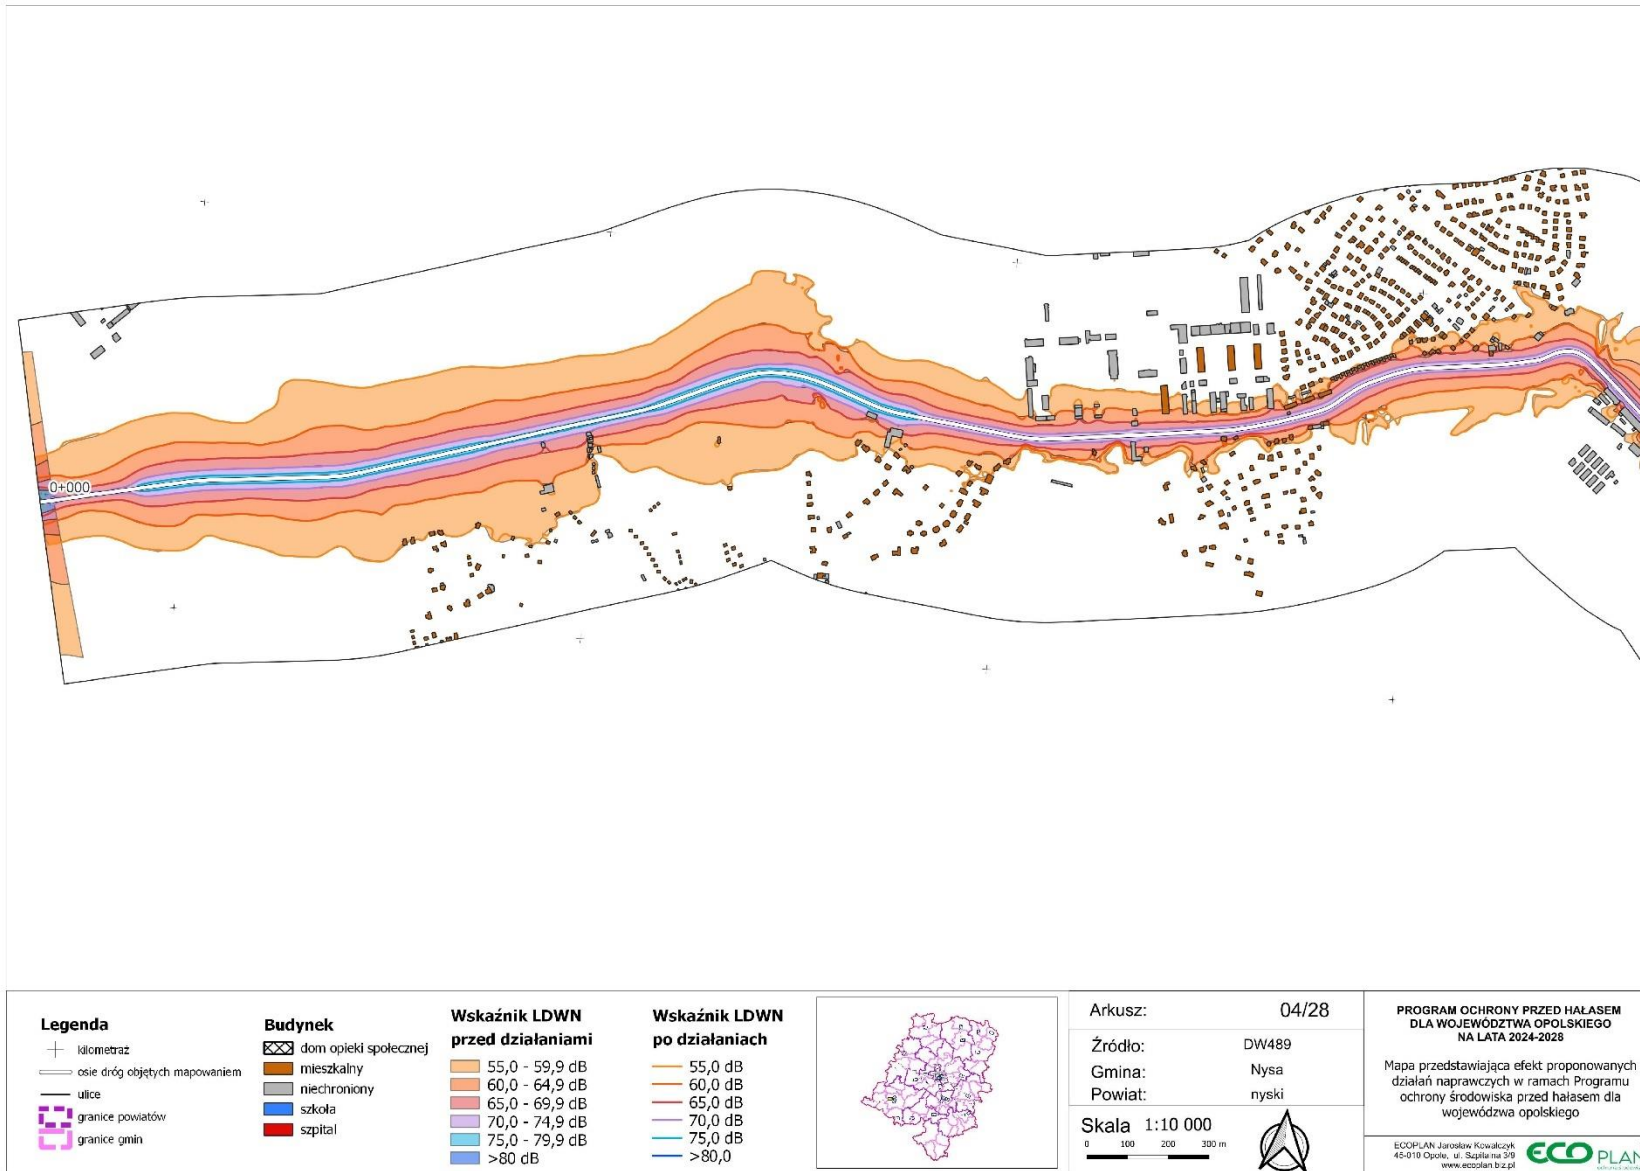 0+000
Legenda
kilometraż
osie dróg objętych mapowaniem
ulice
granice powiatów
granice gmin
Budynek
dom opieki społecznej
mieszkalny
niechroniony
szkoła
szpital
Wskaźnik LDWN
przed działaniami
55,0 - 59,9 dB
60,0 - 64,9 dB
65,0 - 69,9 dB
70,0 - 74,9 dB
75,0 - 79,9 dB
>80 dB
Wskaźnik LDWN
po działaniach
55,0 dB
60,0 dB
65,0 dB
70,0 dB
75,0 dB
>80,0
Arkusz: 04/28
Źródło: DW489
Gmina: Nysa
Powiat: nyski
Skala 1:10 000
0 100 200 300 m
PROGRAM OCHRONY PRZED HAŁASEM
DLA WOJEWÓDZTWA OPOLSKIEGO
NA LATA 2024-2028
Mapa przedstawiająca efekt proponowanych
działań naprawczych w ramach Programu
ochrony środowiska przed hałasem dla
województwa opolskiego
ECOPLAN Jarosław Kowalczyk
45-010 Opole, ul. Szpitalna 3/9
www.ecoplan.biz.pl
ECO PLAN